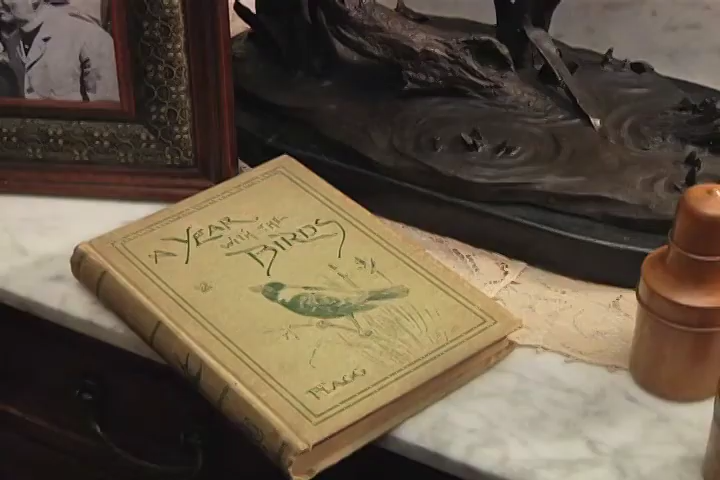 A YEAR
WITH THE
BIRDS
FLAGG